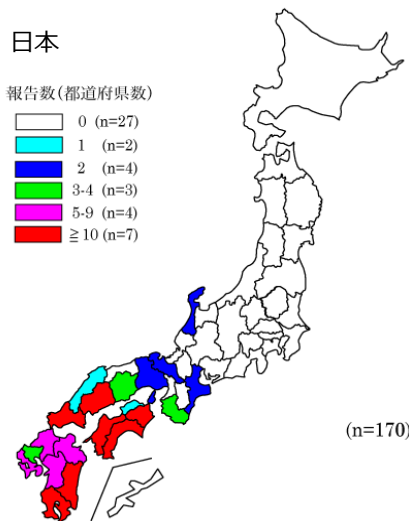 日本
報告数(都道府県数)
0 (n=27)
1 (n=2)
2 (n=4)
3-4 (n=3)
5-9 (n=4)
≧10 (n=7)
(n=170)